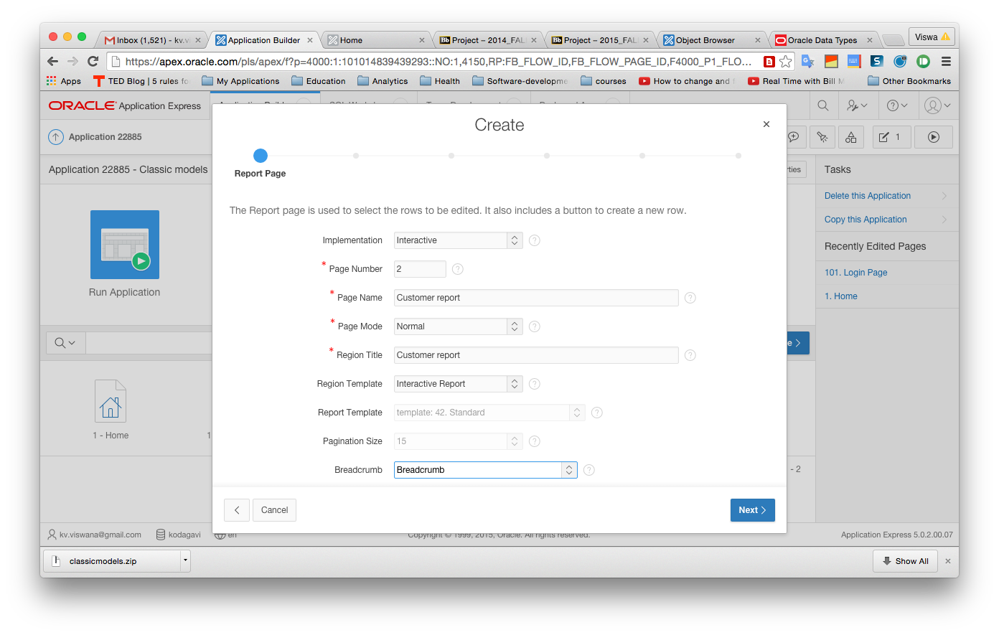 Inbox (1,521) - kv.vi
Application Builder
Home
Project – 2014_FAL
Project – 2015_FAL
Object Browser
Oracle Data Types
Viswa
https://apex.oracle.com/pls/apex/f?p=4000:1:101014839439293::NO:1,4150,RP:FB_FLOW_ID,FB_FLOW_PAGE_ID,F4000_P1_FLO...
Apps
TED Blog | 5 rules fo
My Applications
Education
Analytics
Health
Software-developme
courses
How to change and
Real Time with Bill M
Other Bookmarks
ORACLE Application Express
Application 22885
1
Application 22885 - Classic models
rties
Tasks
Delete this Application
Copy this Application
Recently Edited Pages
101. Login Page
1. Home
Run Application
e
1 - Home
1
- 2
Create
Report Page
The Report page is used to select the rows to be edited. It also includes a button to create a new row.
Implementation Interactive
* Page Number 2
* Page Name Customer report
* Page Mode Normal
* Region Title Customer report
Region Template Interactive Report
Report Template template: 42. Standard
Pagination Size 15
Breadcrumb Breadcrumb
Cancel
Next
kv.viswana@gmail.com
kodagavi
en
Copyright © 1999, 2015, Oracle. All rights reserved.
Application Express 5.0.2.00.07
classicmodels.zip
Show All